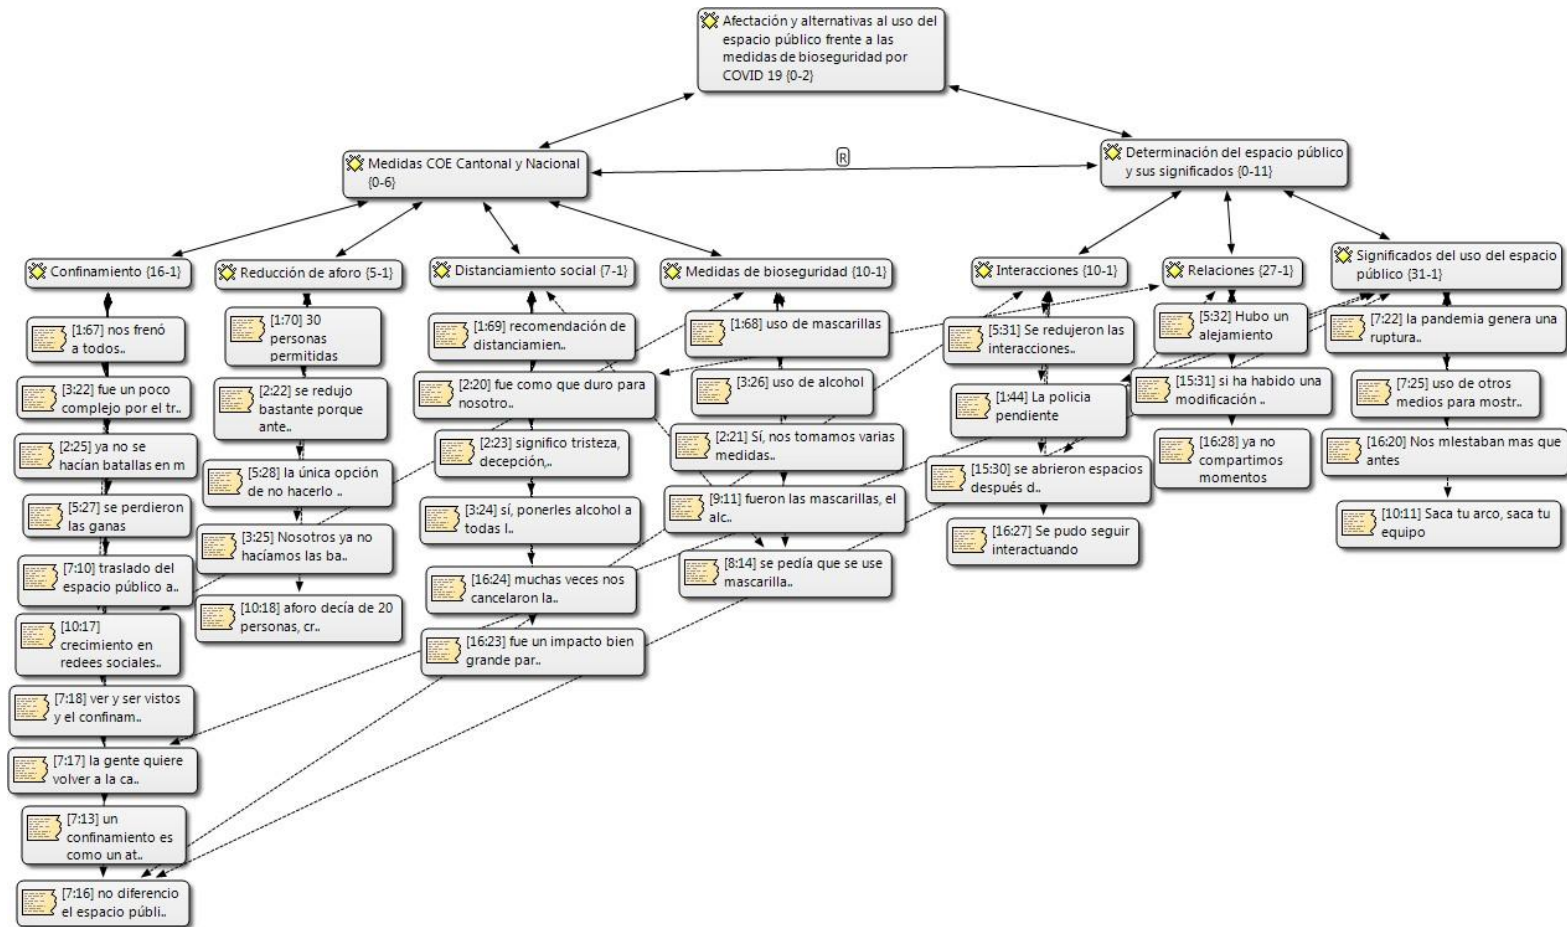 Afectación y alternativas al uso del
espacio público frente a las
medidas de bioseguridad por
COVID 19 {0-2}
Medidas COE Cantonal y Nacional
{0-6}
R
Determinación del espacio público
y sus significados {0-11}
Confinamiento {16-1}
Reducción de aforo {5-1}
Distanciamiento social {7-1}
Medidas de bioseguridad {10-1}
Interacciones {10-1}
Relaciones {27-1}
Significados del uso del espacio
público {31-1}
[1:67] nos frenó
a todos..
[3:22] fue un poco
complejo por el tr..
[2:25] ya no se
hacían batallas en m
[5:27] se perdieron
las ganas
[7:10] traslado del
espacio público a..
[10:17]
crecimiento en
redees sociales..
[7:18] ver y ser vistos
y el confinam..
[7:17] la gente quiere
volver a la ca..
[7:13] un
confinamiento es
como un at..
[7:16] no diferencio
el espacio públi..
[1:70] 30
personas
permitidas
[2:22] se redujo
bastante porque
ante..
[5:28] la única opción
de no hacerlo ..
[3:25] Nosotros ya no
hacíamos las ba..
[10:18] aforo decía de 20
personas, cr..
[1:69] recomendación de
distanciamien..
[2:20] fue como que duro para
nosotro..
[2:23] significo tristeza,
decepción,..
[3:24] sí, ponerles alcohol a
todas l..
[16:24] muchas veces nos
cancelaron la..
[16:23] fue un impacto bien
grande par..
[1:68] uso de mascarillas
[3:26] uso de alcohol
[2:21] Sí, nos tomamos varias
medidas..
[9:11] fueron las mascarillas, el
alc..
[8:14] se pedía que se use
mascarilla..
[5:31] Se redujeron las
interacciones..
[1:44] La policia
pendiente
[15:30] se abrieron espacios
después d..
[16:27] Se pudo seguir
interactuando
[5:32] Hubo un
alejamiento
[15:31] si ha habido una
modificación ..
[16:28] ya no
compartimos
momentos
[7:22] la pandemia genera una
ruptura..
[7:25] uso de otros
medios para mostr..
[16:20] Nos mlestaban mas que
antes
[10:11] Saca tu arco, saca tu
equipo